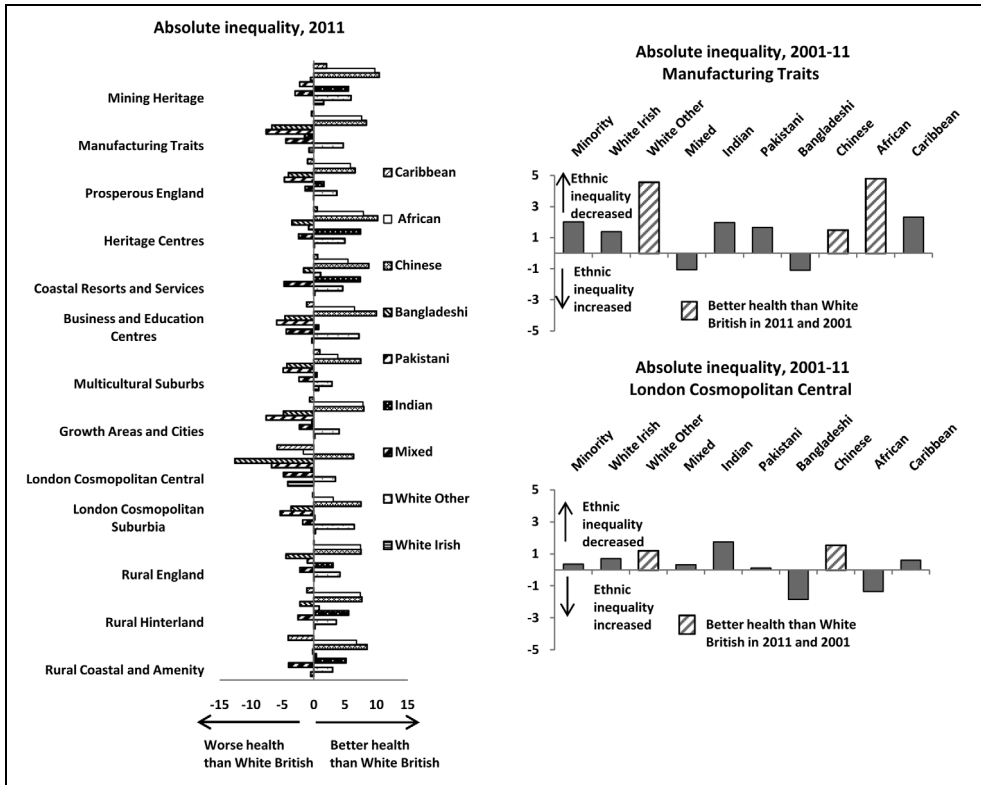 Absolute inequality, 2011
Mining Heritage
Manufacturing Traits
Prosperous England
Heritage Centres
Coastal Resorts and Services
Business and Education
Centres
Multicultural Suburbs
Growth Areas and Cities
London Cosmopolitan Central
London Cosmopolitan
Suburbia
Rural England
Rural Hinterland
Rural Coastal and Amenity
Caribbean
African
Chinese
Bangladeshi
Pakistani
Indian
Mixed
White Other
White Irish
-15 -10 -5 0 5 10 15
Worse health
than White British
Better health
than White British
Absolute inequality, 2001-11
Manufacturing Traits
Minority
White Irish
White Other
Mixed
Indian
Pakistani
Bangladeshi
Chinese
African
Caribbean
5
3
1
-1
-3
-5
Ethnic
inequality
decreased
Ethnic
inequality
increased
Better health than White
British in 2011 and 2001
Absolute inequality, 2001-11
London Cosmopolitan Central
Minority
White Irish
White Other
Mixed
Indian
Pakistani
Bangladeshi
Chinese
African
Caribbean
5
3
1
-1
-3
-5
Ethnic
inequality
decreased
Ethnic
inequality
increased
Better health than White
British in 2011 and 2001